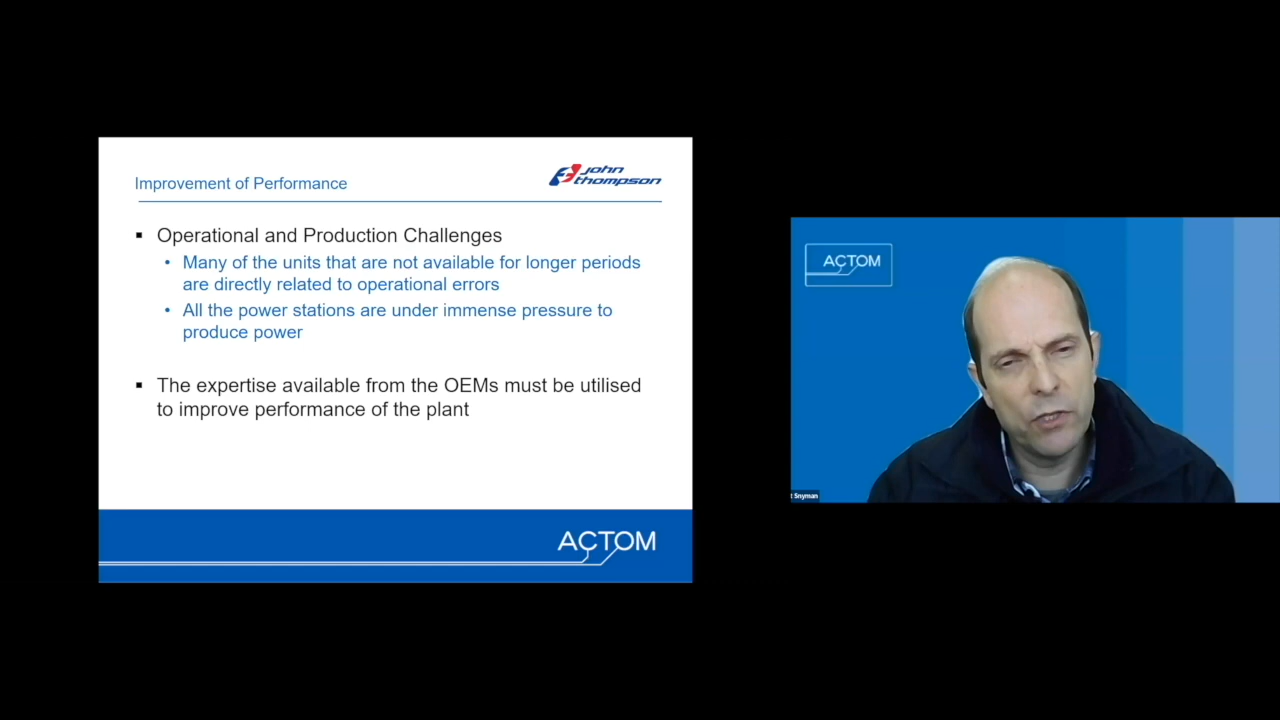 Improvement of Performance
john
thompson
▪ Operational and Production Challenges
• Many of the units that are not available for longer periods
are directly related to operational errors
• All the power stations are under immense pressure to
produce power
▪ The expertise available from the OEMs must be utilised
to improve performance of the plant
ACTOM
ACTOM
t Snyman